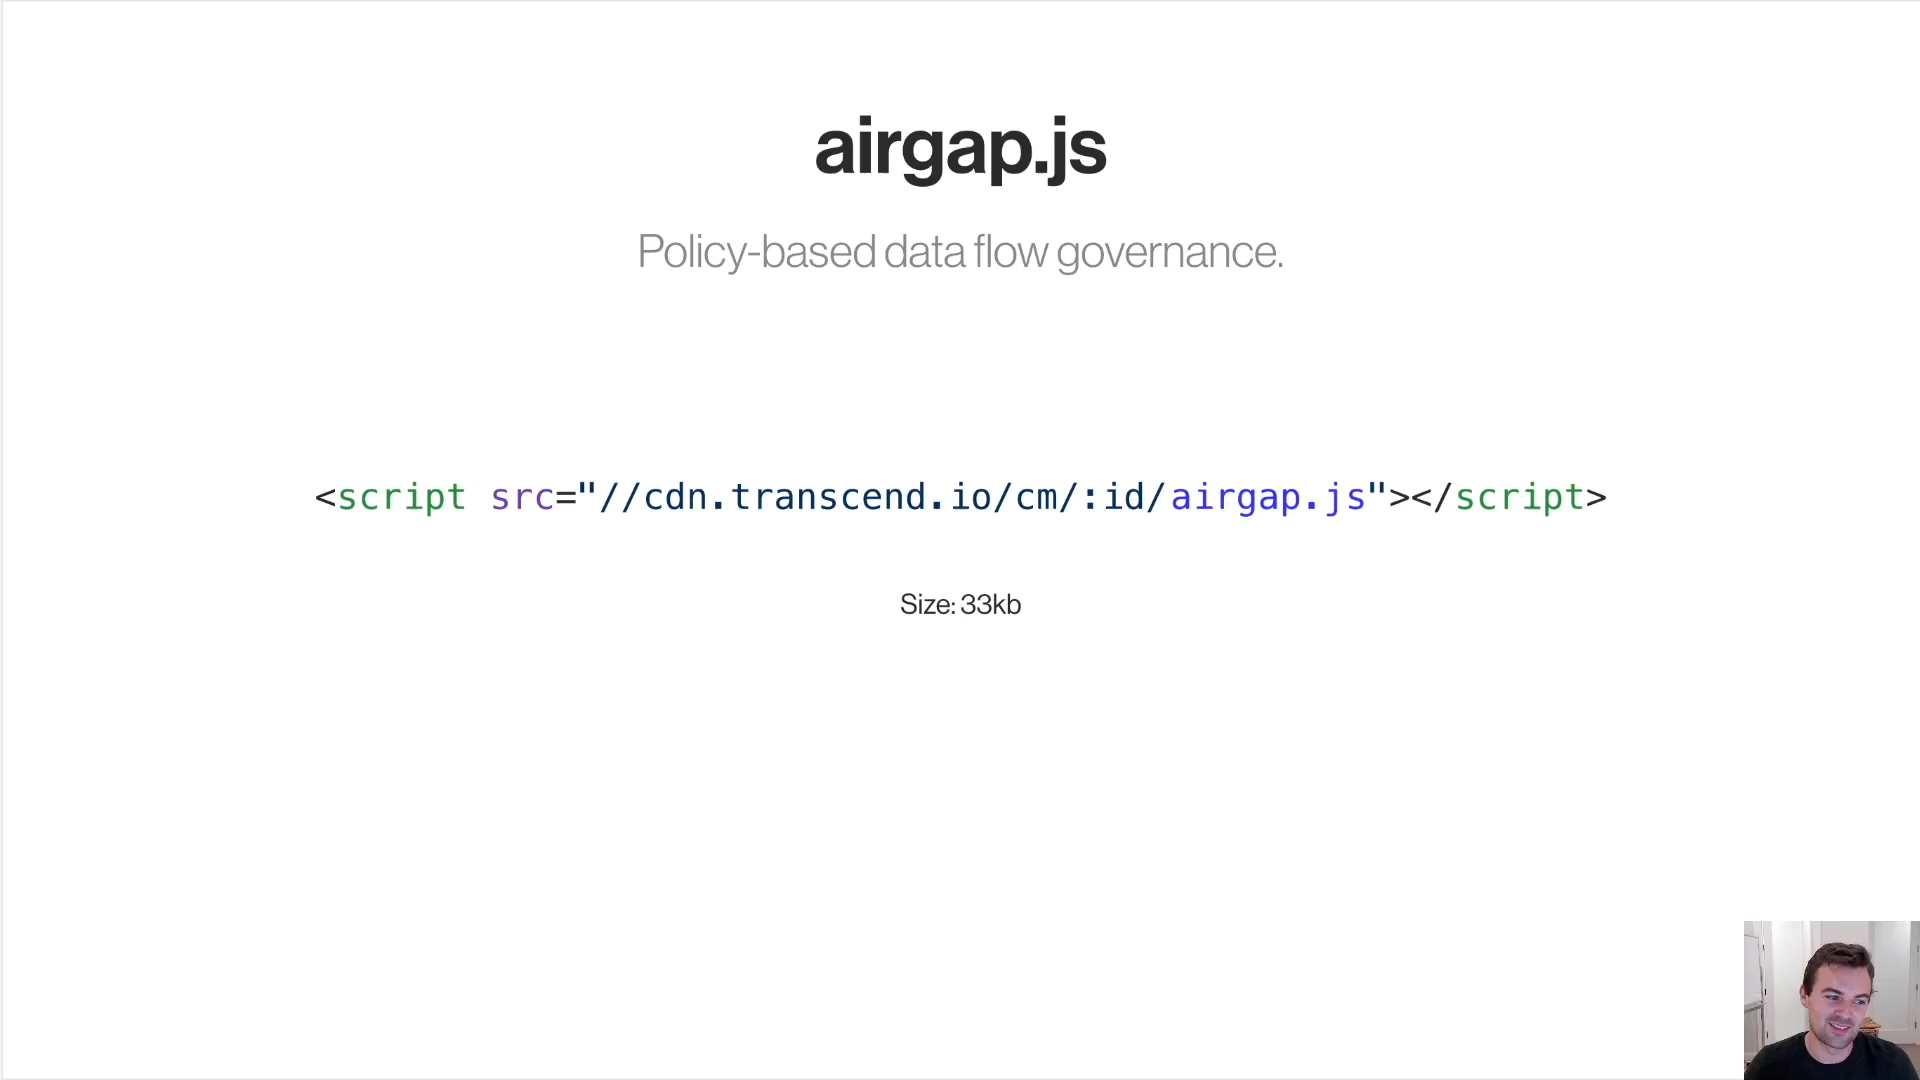 airgap.js
Policy-based data flow governance.
<script src="//cdn.transcend.io/cm/:id/airgap.js"></script>
Size: 33kb